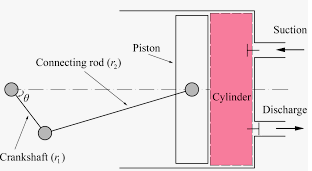 Suction
Piston
Connecting rod (r₂)
θ
Cylinder
Discharge
Crankshaft (r₁)